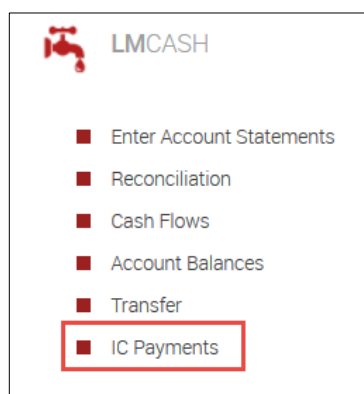 LMCASH
Enter Account Statements
Reconciliation
Cash Flows
Account Balances
Transfer
IC Payments